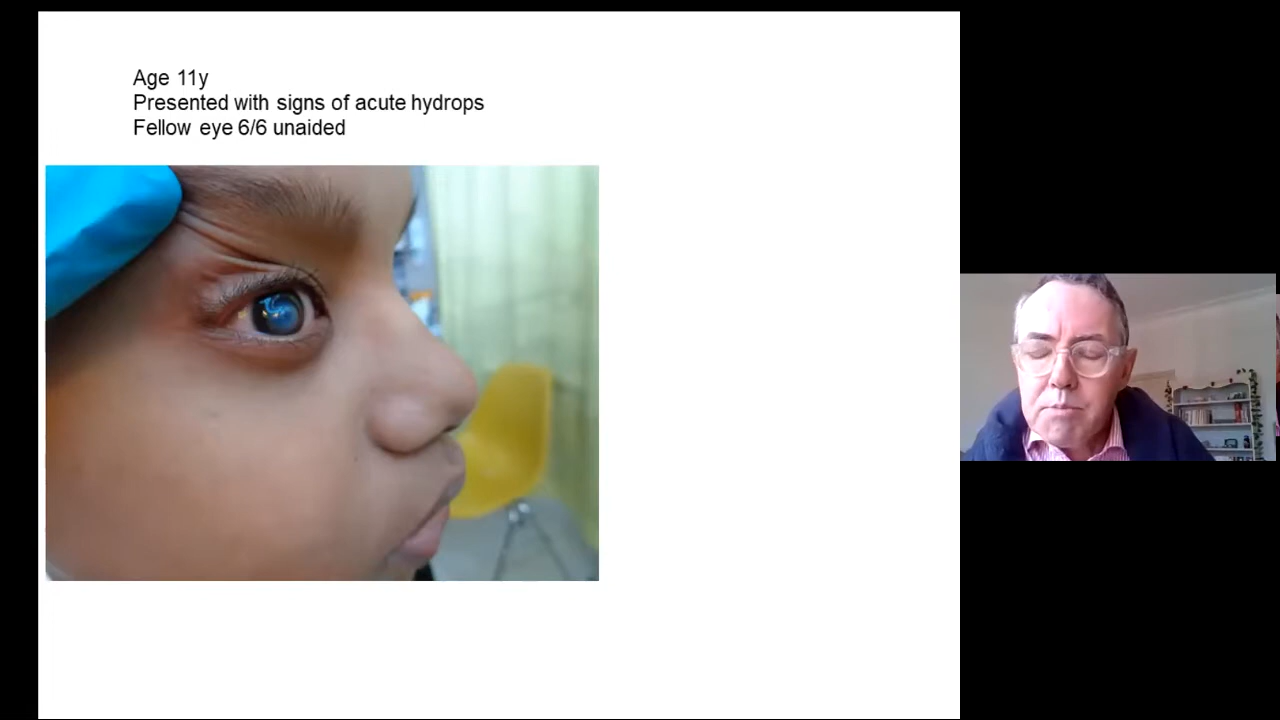 Age 11y
Presented with signs of acute hydrops
Fellow eye 6/6 unaided